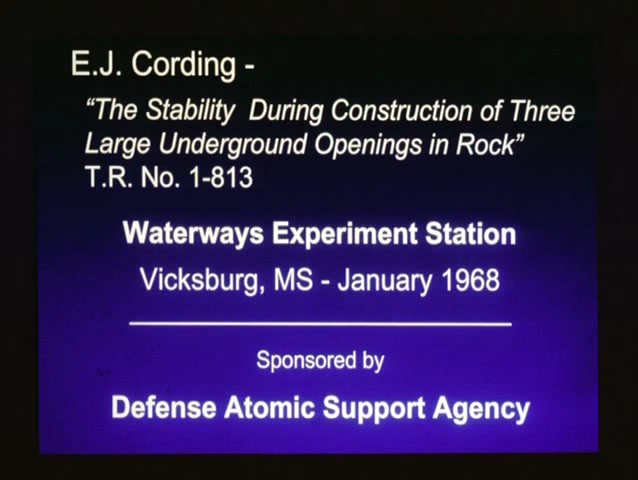 E.J. Cording -
“The Stability During Construction of Three
Large Underground Openings in Rock”
T.R. No. 1-813
Waterways Experiment Station
Vicksburg, MS - January 1968
Sponsored by
Defense Atomic Support Agency